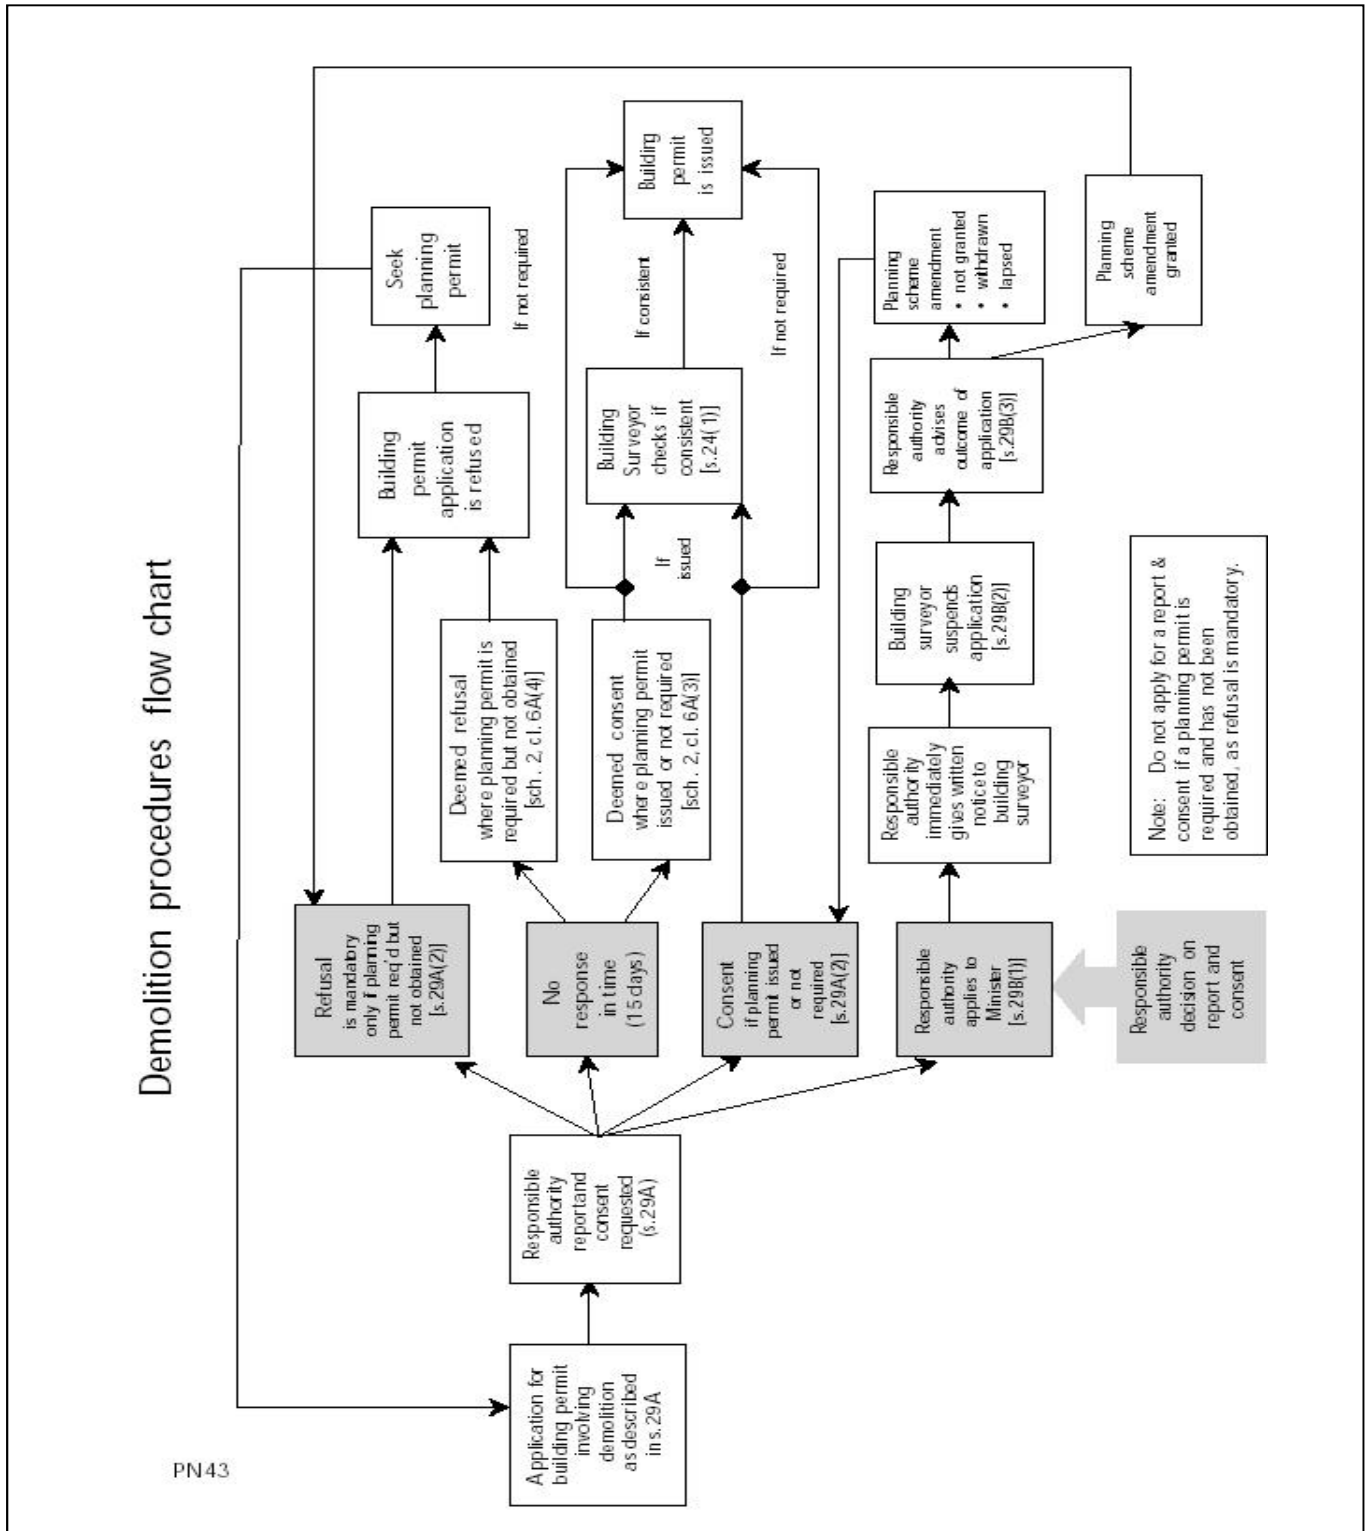 Demolition procedures flow chart
PN43
Application for
building permit
involving
demolition
as described
in s.29A
Responsible
authority
report and
consent
requested
(s.29A)
Refusal
is mandatory
only if planning
permit req'd but
not obtained
[s.29A(2)]
No
response
in time
(15 days)
Consent
if planning
permit issued
or not
required
[s.29A(2)]
Responsible
authority
applies to
Minister
[s.29B(1)]
Responsible
authority
decision on
report and
consent
Deemed refusal
where planning permit is
required but not obtained
[sch. 2, cl. 6A(4)]
Deemed consent
where planning permit
issued or not required
[sch. 2, cl. 6A(3)]
Responsible
authority
immediately
gives written
notice to
building
surveyor
Building
surveyor
suspends
application
[s.29B(2)]
Building
permit
application
is refused
If
issued
Building
Surveyor
checks if
consistent
[s.24(1)]
Responsible
authority
advises
outcome of
application
[s.29B(3)]
Seek
planning
permit
If not required
If consistent
If not required
Building
permit
is issued
Planning
scheme
amendment
• not granted
• withdrawn
• lapsed
Planning
scheme
amendment
granted
Note: Do not apply for a report &
consent if a planning permit is
required and has not been
obtained, as refusal is mandatory.